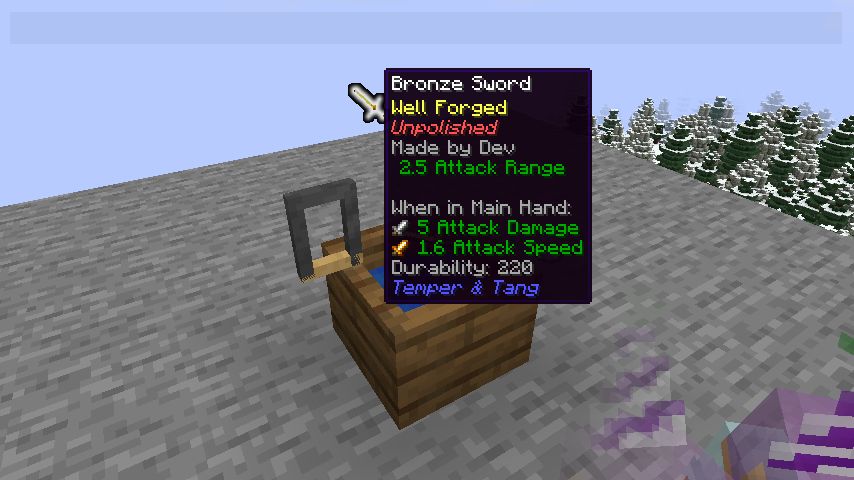 Bronze Sword
Well Forged
Unpolished
Made by Dev
2.5 Attack Range
When in Main Hand:
5 Attack Damage
1.6 Attack Speed
Durability: 220
Temper & Tang